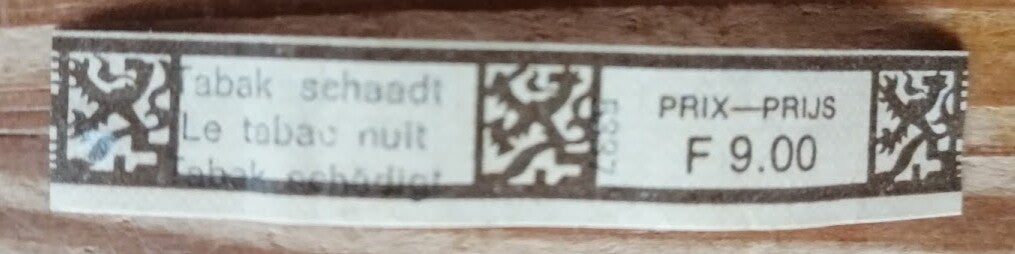 Tabak schaadt
Le tabac nuit
Tabak schädigt
PRIX—PRIJS
F 9.00